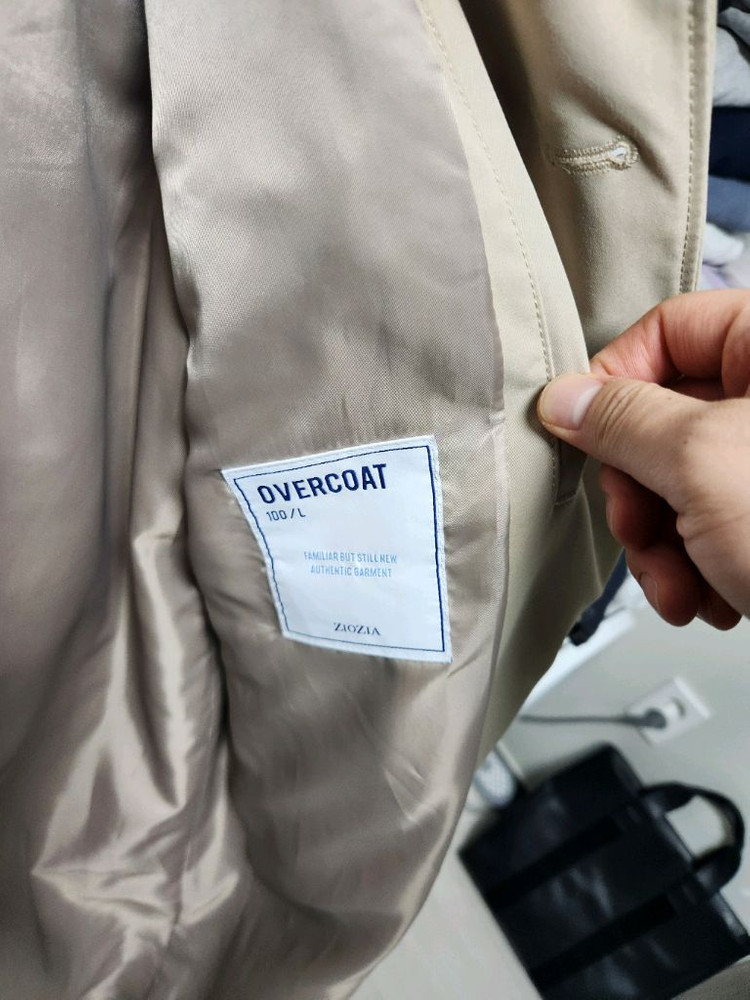 OVERCOAT
100/L
FAMILIAR BUT STILL NEW
AUTHENTIC GARMENT
ZIOZIA